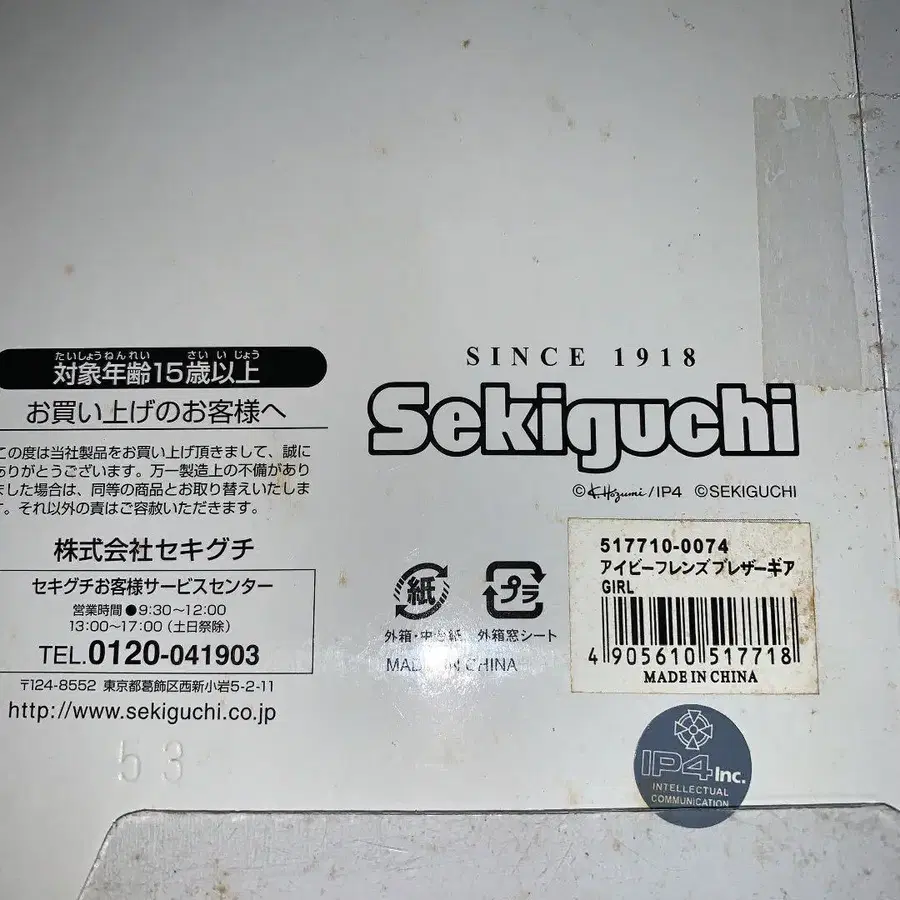 たいしょうねんれい さい いじょう
対象年齢15歳以上
お買い上げのお客様へ
この度は当社製品をお買い上げ頂きまして、誠に
ありがとうございます。万一製造上の不備があり
ました場合は、同等の商品とお取り替えいたしま
す。それ以外の責はご容赦いただきます。
株式会社セキグチ
セキグチお客様サービスセンター
営業時間●9:30〜12:00
13:00〜17:00（土日祭除）
TEL.0120-041903
〒124-8552 東京都葛飾区西新小岩5-2-11
http://www.sekiguchi.co.jp
53
SINCE 1918
Sekiguchi
©K.Hozumi/IP4 ©SEKIGUCHI
紙
外箱・中台紙
プラ
外箱窓シート
MADE IN CHINA
517710-0074
アイビーフレンズブレザーギア
GIRL
4 905610 517718
MADE IN CHINA
IP4 Inc.
INTELLECTUAL
COMMUNICATION